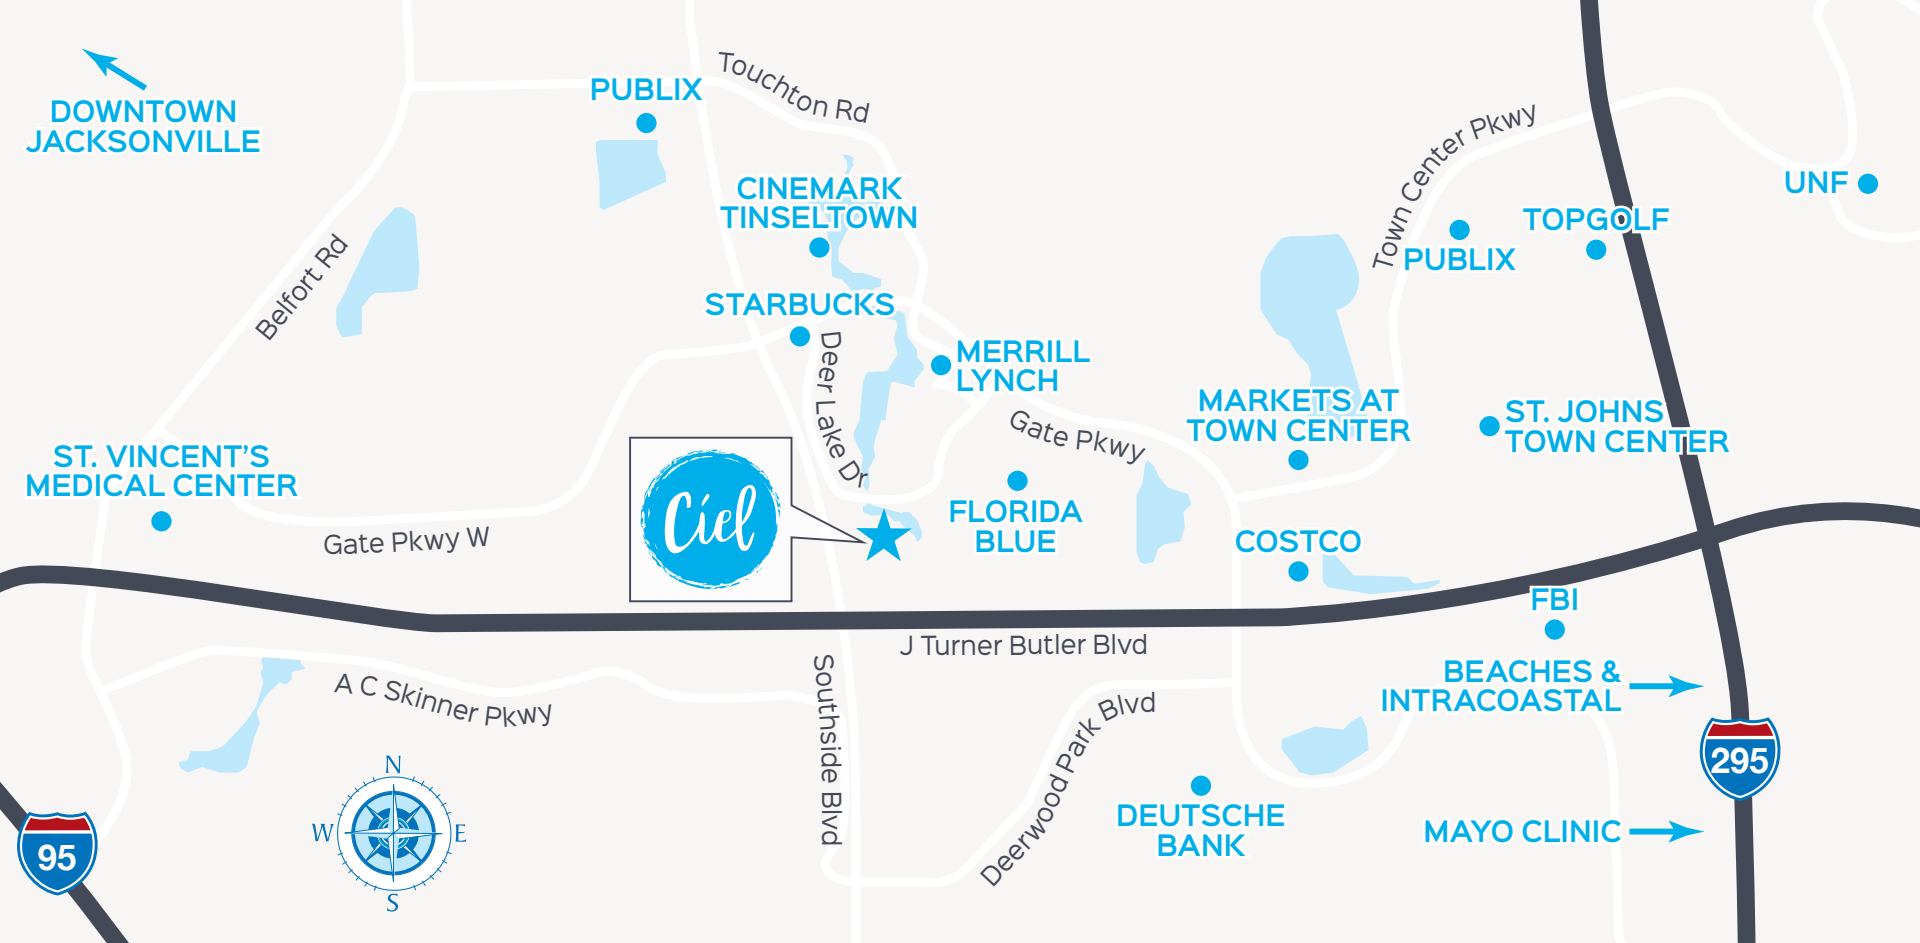 DOWNTOWN
JACKSONVILLE
PUBLIX
Touchton Rd
CINEMARK
TINSELTOWN
Belfort Rd
STARBUCKS
Deer Lake Dr
MERRILL
LYNCH
Town Center Pkwy
PUBLIX
TOPGOLF
UNF
Gate Pkwy
MARKETS AT
TOWN CENTER
ST. JOHNS
TOWN CENTER
ST. VINCENT'S
MEDICAL CENTER
Gate Pkwy W
Ciel
FLORIDA
BLUE
COSTCO
FBI
J Turner Butler Blvd
A C Skinner Pkwy
Southside Blvd
Deerwood Park Blvd
BEACHES &
INTRACOASTAL
295
N
W
E
S
95
DEUTSCHE
BANK
MAYO CLINIC